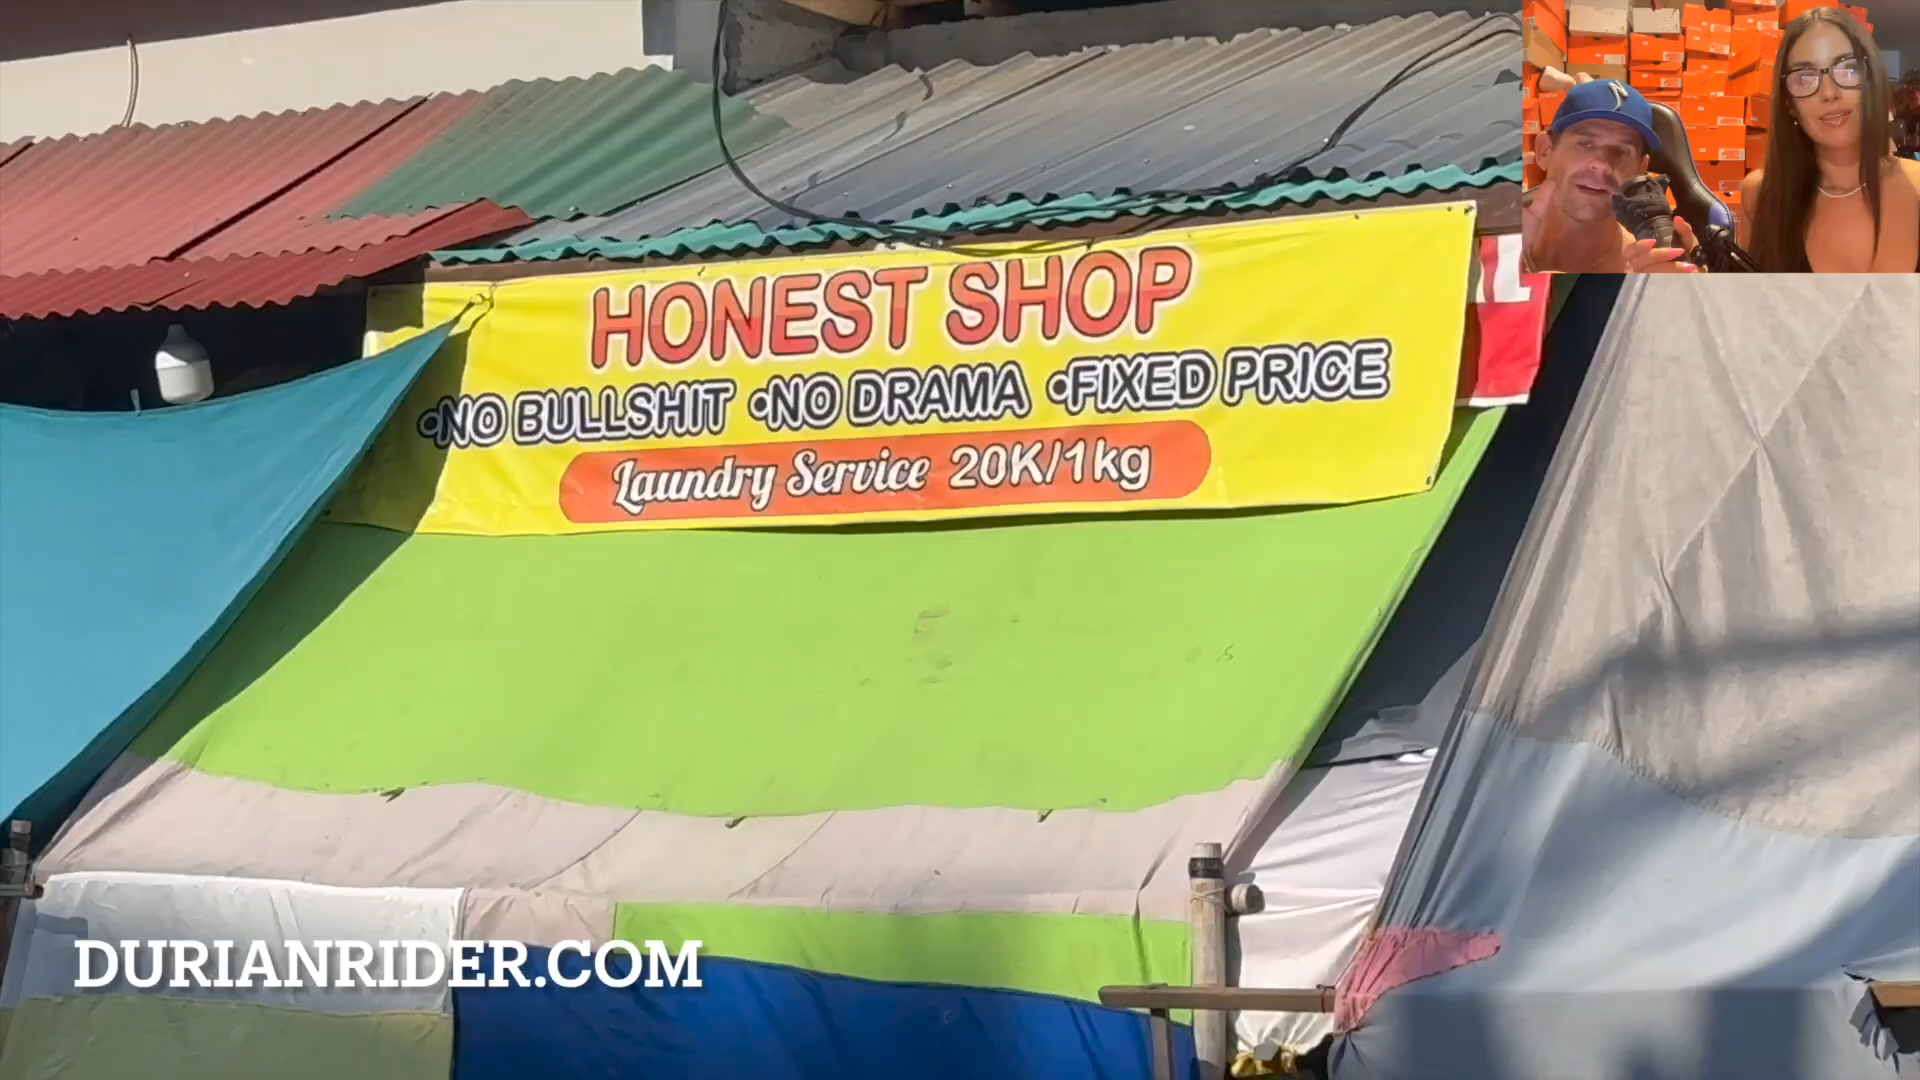 HONEST SHOP
•NO BULLSHIT •NO DRAMA •FIXED PRICE
Laundry Service 20K/1kg
DURIANRIDER.COM